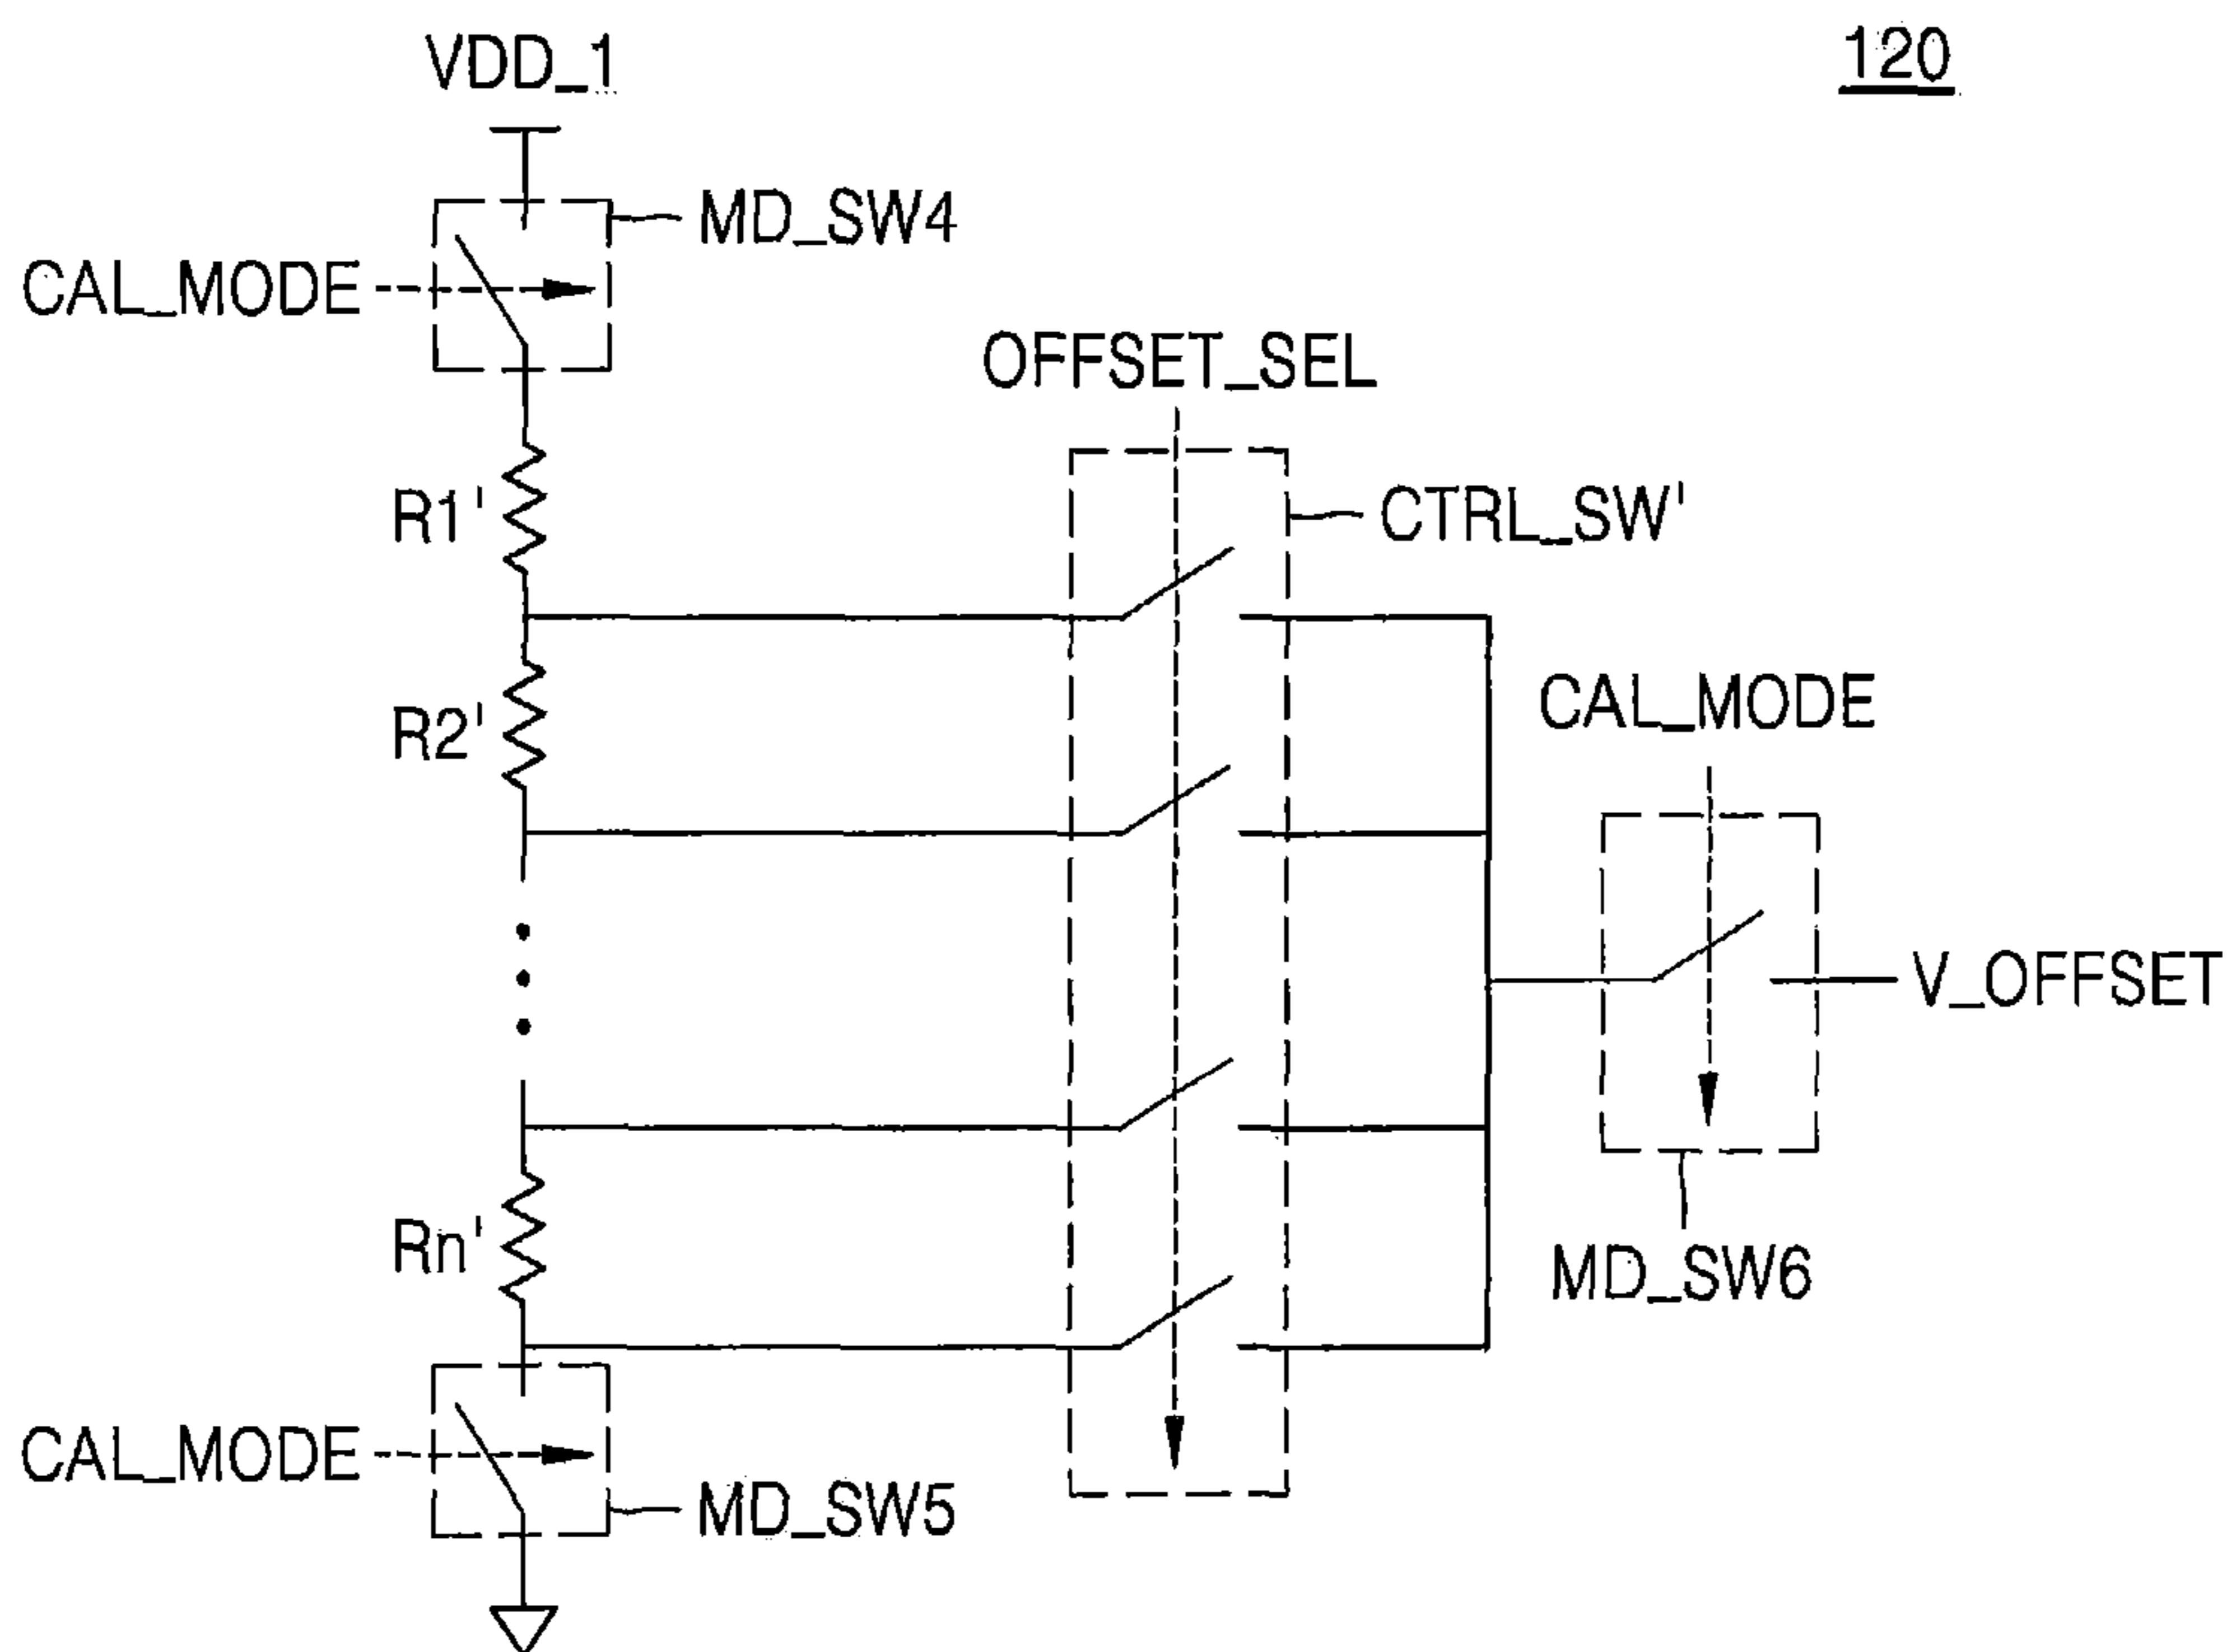 VDD_1
120
MD_SW4
CAL_MODE
OFFSET_SEL
R1'
CTRL_SW'
CAL_MODE
R2'
V_OFFSET
Rn'
MD_SW6
CAL_MODE
MD_SW5